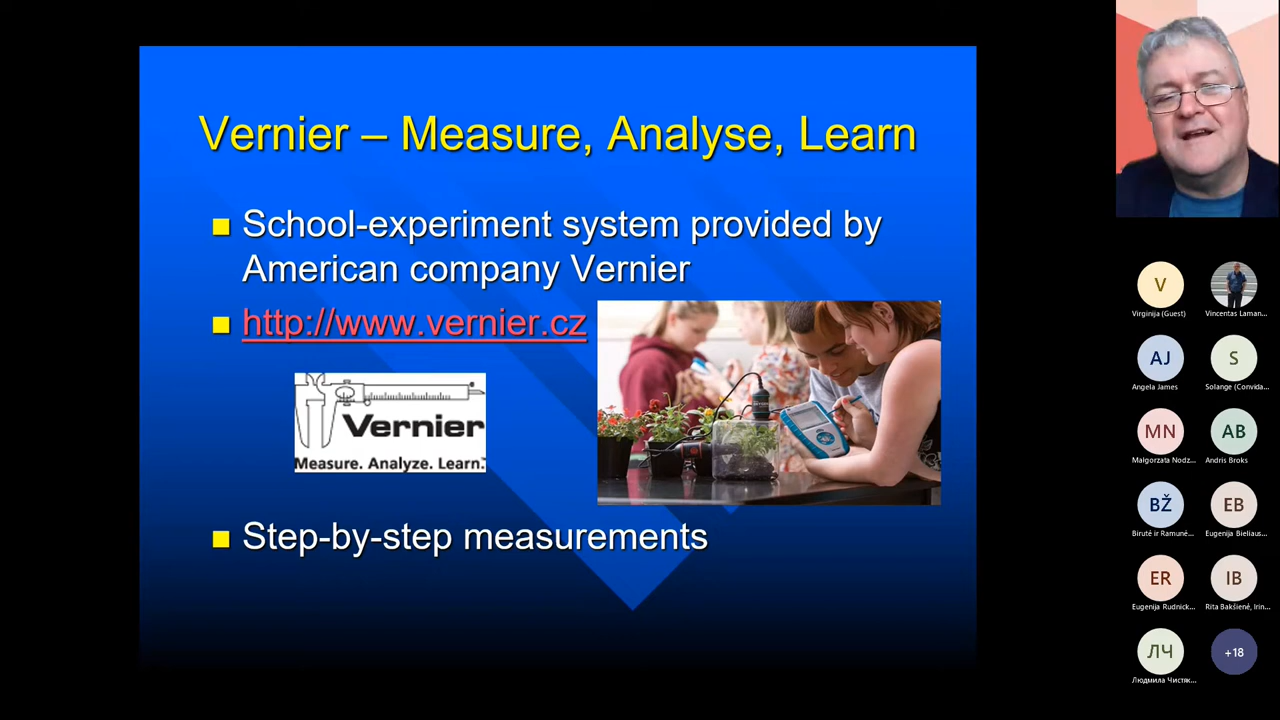 Vernier – Measure, Analyse, Learn
School-experiment system provided by
American company Vernier
http://www.vernier.cz
Vernier
Measure. Analyze. Learn.™
Step-by-step measurements
V
Virginija (Guest)
Vincentas Laman...
AJ
Angela James
S
Solange (Convida...
MN
Małgorzata Nodz...
AB
Andris Broks
BŽ
Birutė ir Ramunė...
EB
Eugenija Bieliaus...
ER
Eugenija Rudnick...
IB
Rita Bakšienė, Irin...
ЛЧ
Людмила Чистяк...
+18